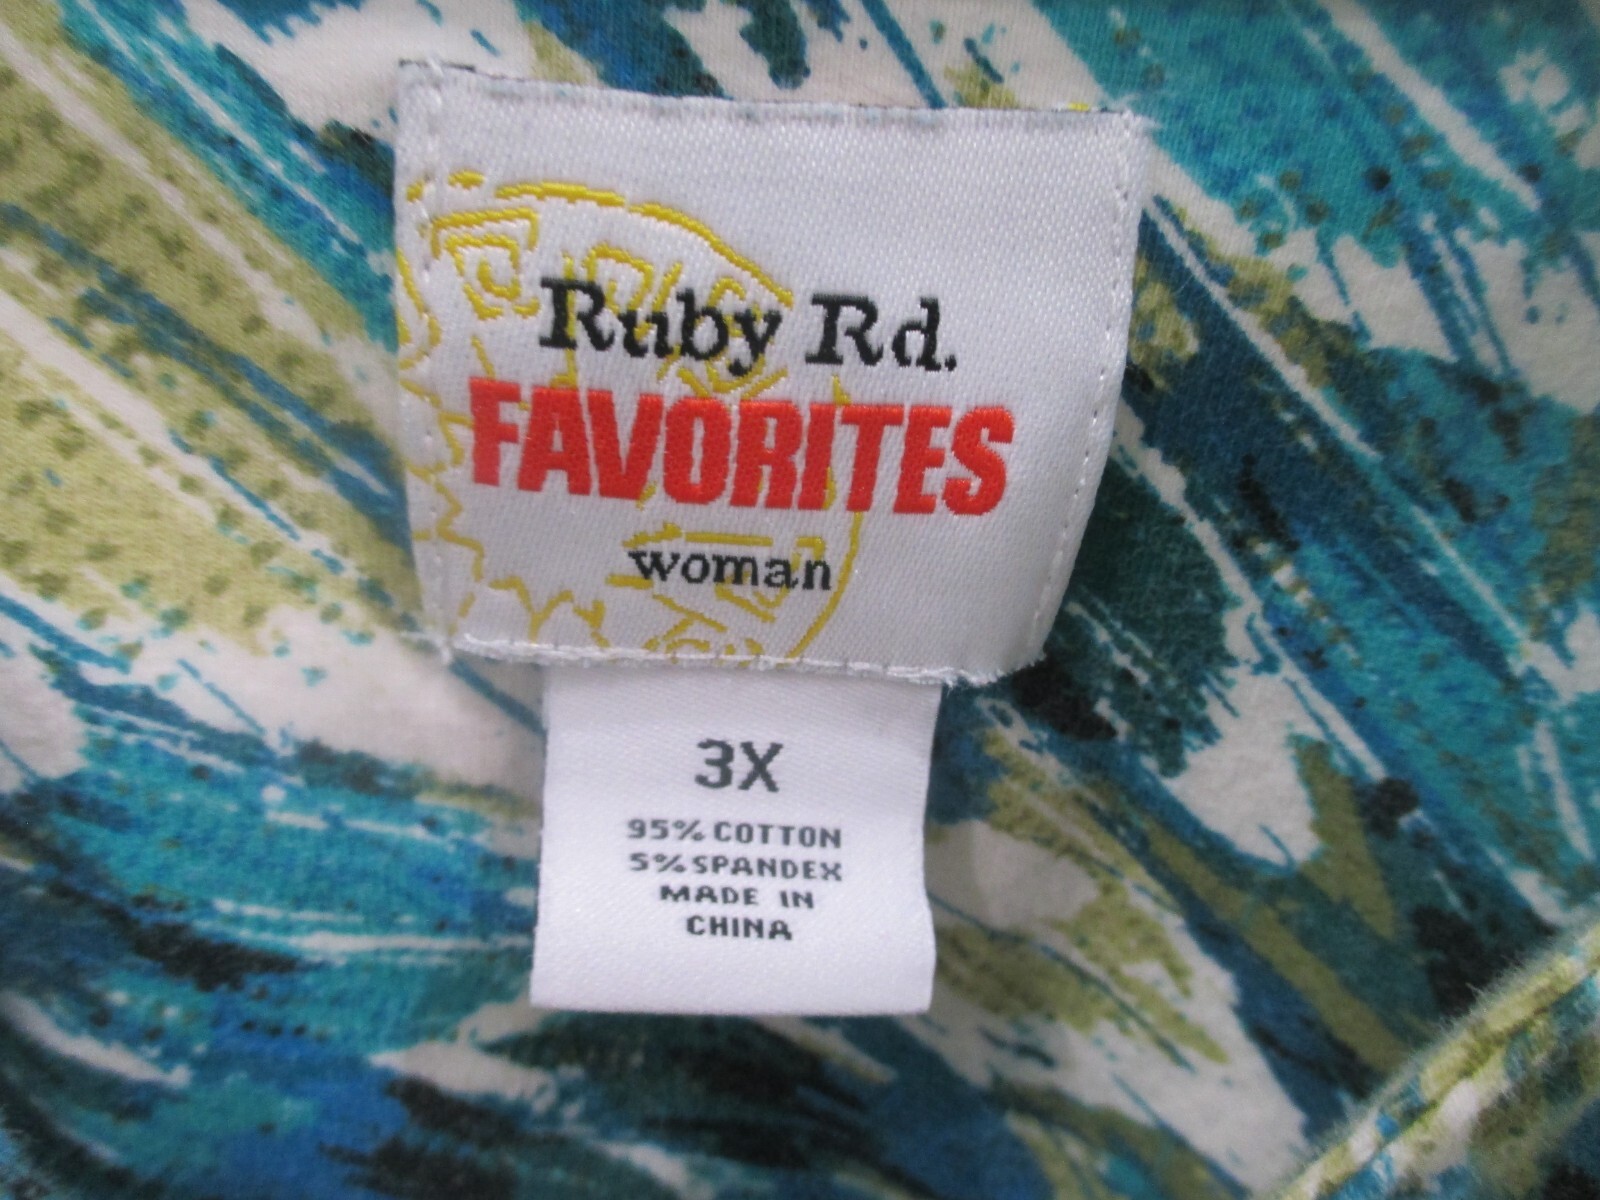 Ruby Rd.
FAVORITES
woman
3X
95% COTTON
5% SPANDEX
MADE IN
CHINA